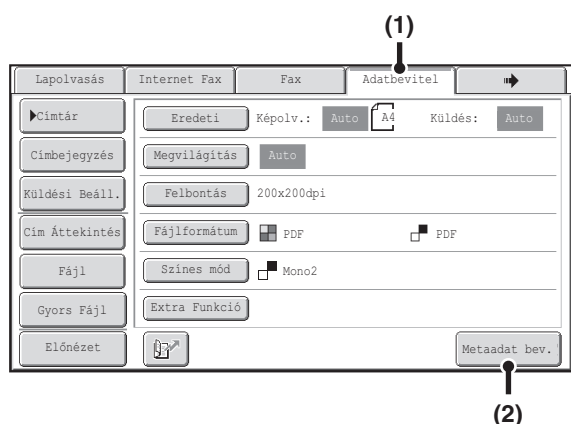 (1)
Lapolvasás Internet Fax Fax Adatbevitel
Címtár
Eredeti Képolv.: Auto A4 Küldés: Auto
Címbejegyzés
Megvilágítás Auto
Küldési Beáll.
Felbontás 200x200dpi
Cím Áttekintés
Fájlformátum PDF PDF
Fájl
Színes mód Mono2
Gyors Fájl
Extra Funkció
Előnézet
Metaadat bev.
(2)